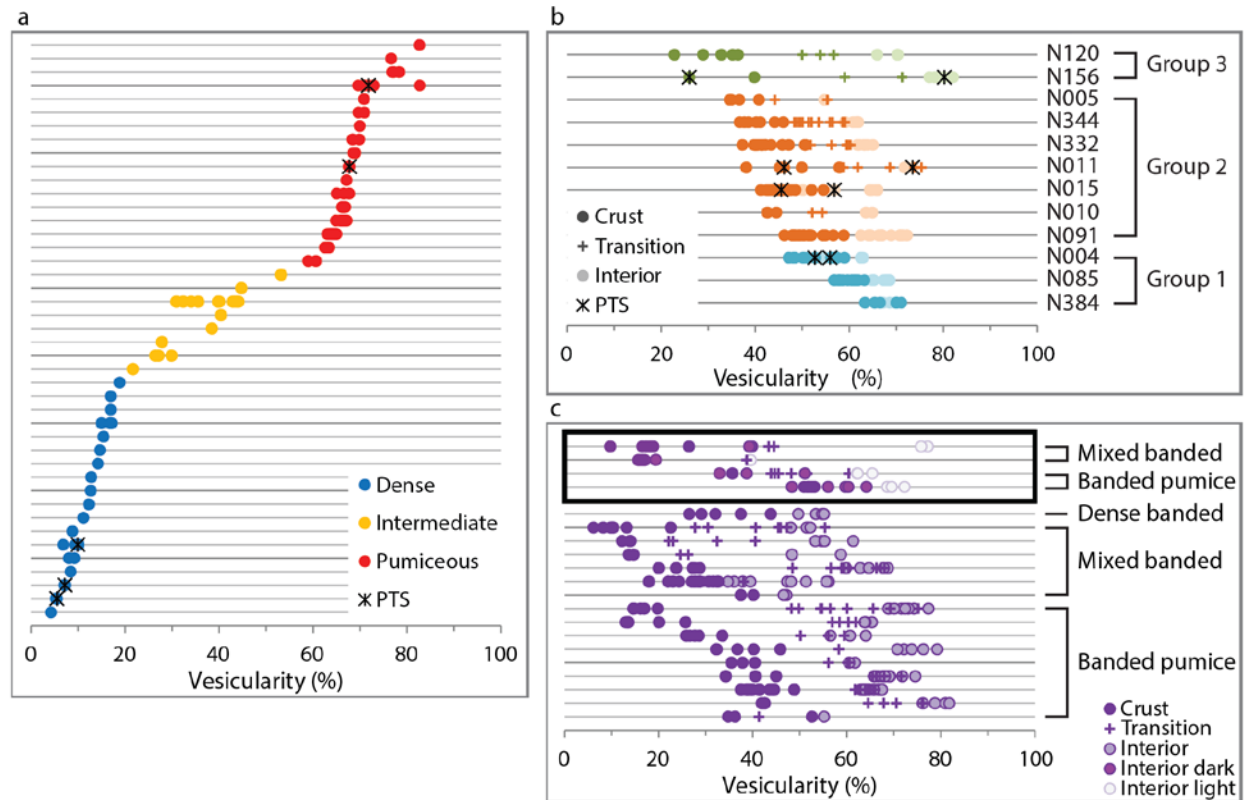 a
Dense
Intermediate
Pumiceous
PTS
0 20 40 60 80 100
Vesicularity (%)
b
N120
N156
Group 3
N005
N344
N332
N011
N015
N010
N091
Group 2
N004
N085
N384
Group 1
Crust
Transition
Interior
PTS
0 20 40 60 80 100
Vesicularity (%)
c
Mixed banded
Banded pumice
Dense banded
Mixed banded
Banded pumice
Crust
Transition
Interior
Interior dark
Interior light
0 20 40 60 80 100
Vesicularity (%)